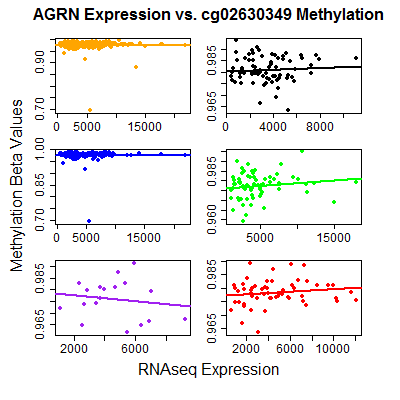 AGRN Expression vs. cg02630349 Methylation
Methylation Beta Values
0.70
0.90
0 5000 15000
0.965
0.985
0 4000 8000
0.70
0.85
1.00
0 5000 15000
0.960
0.985
5000 15000
0.965
0.985
2000 6000
0.965
0.985
2000 6000 10000
RNAseq Expression